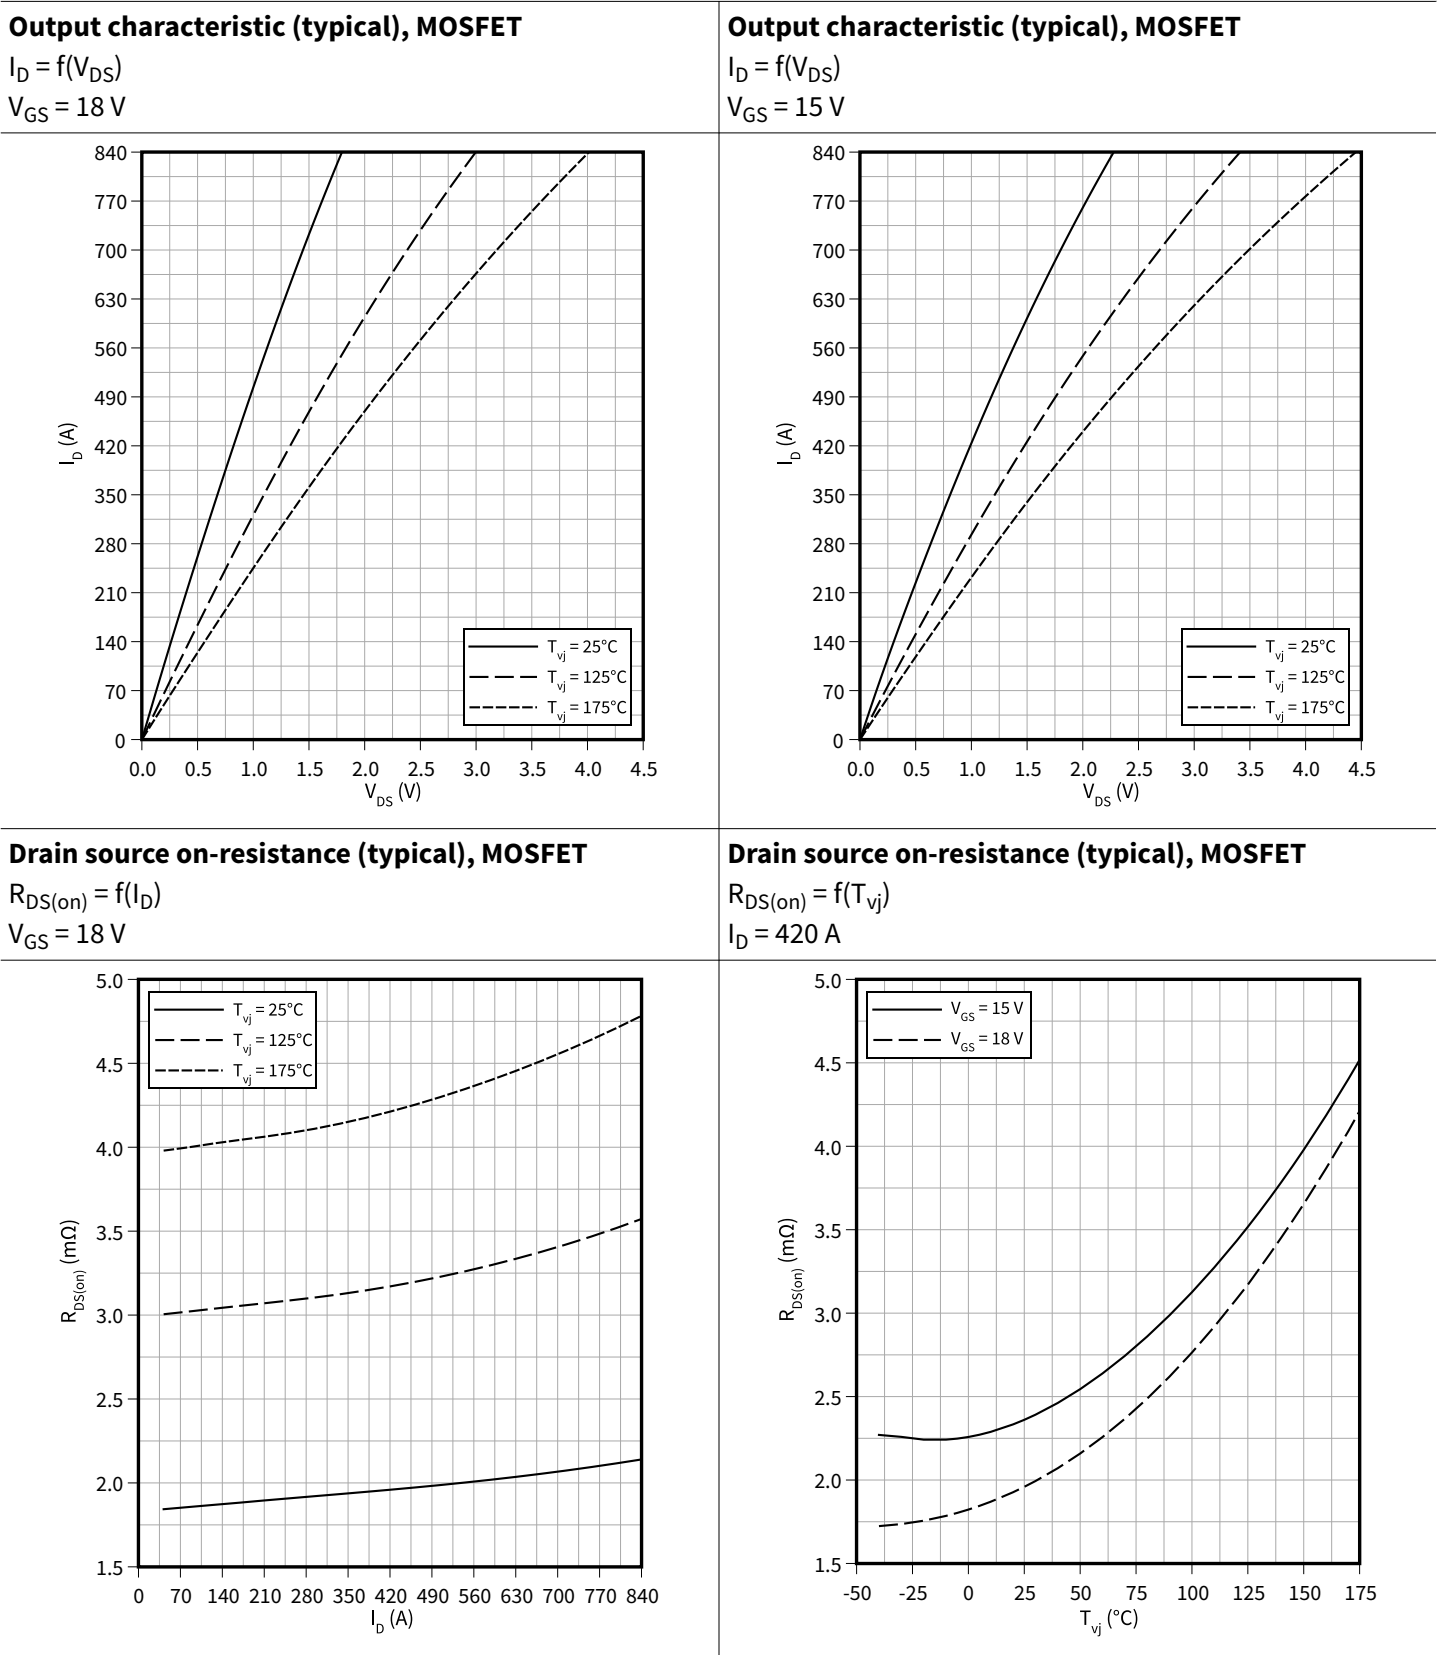 Output characteristic (typical), MOSFET
I_D = f(V_DS)
V_GS = 18 V
840
770
700
630
560
490
420
350
280
210
140
70
0
I_D (A)
0.0 0.5 1.0 1.5 2.0 2.5 3.0 3.5 4.0 4.5
V_DS (V)
T_vj = 25°C
T_vj = 125°C
T_vj = 175°C
Output characteristic (typical), MOSFET
I_D = f(V_DS)
V_GS = 15 V
840
770
700
630
560
490
420
350
280
210
140
70
0
I_D (A)
0.0 0.5 1.0 1.5 2.0 2.5 3.0 3.5 4.0 4.5
V_DS (V)
T_vj = 25°C
T_vj = 125°C
T_vj = 175°C
Drain source on-resistance (typical), MOSFET
R_DS(on) = f(I_D)
V_GS = 18 V
T_vj = 25°C
T_vj = 125°C
T_vj = 175°C
5.0
4.5
4.0
3.5
3.0
2.5
2.0
1.5
R_DS(on) (mΩ)
0 70 140 210 280 350 420 490 560 630 700 770 840
I_D (A)
Drain source on-resistance (typical), MOSFET
R_DS(on) = f(T_vj)
I_D = 420 A
V_GS = 15 V
V_GS = 18 V
5.0
4.5
4.0
3.5
3.0
2.5
2.0
1.5
R_DS(on) (mΩ)
-50 -25 0 25 50 75 100 125 150 175
T_vj (°C)